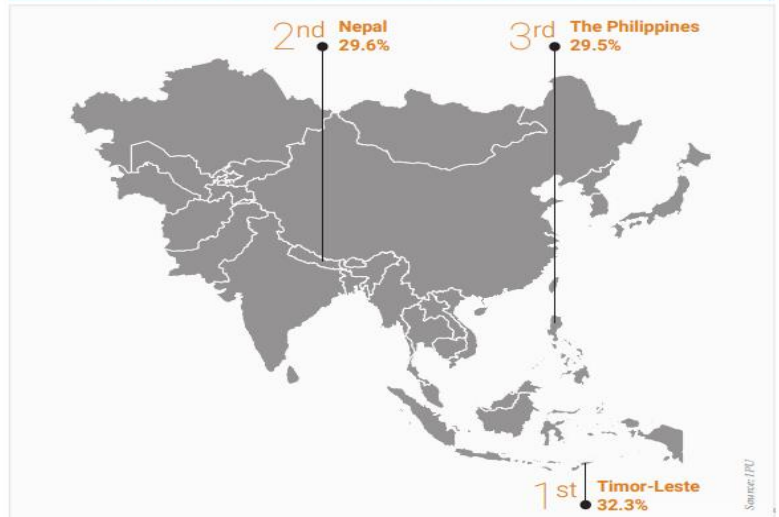 2nd Nepal
29.6%
3rd The Philippines
29.5%
1st Timor-Leste
32.3%
Source: IPU